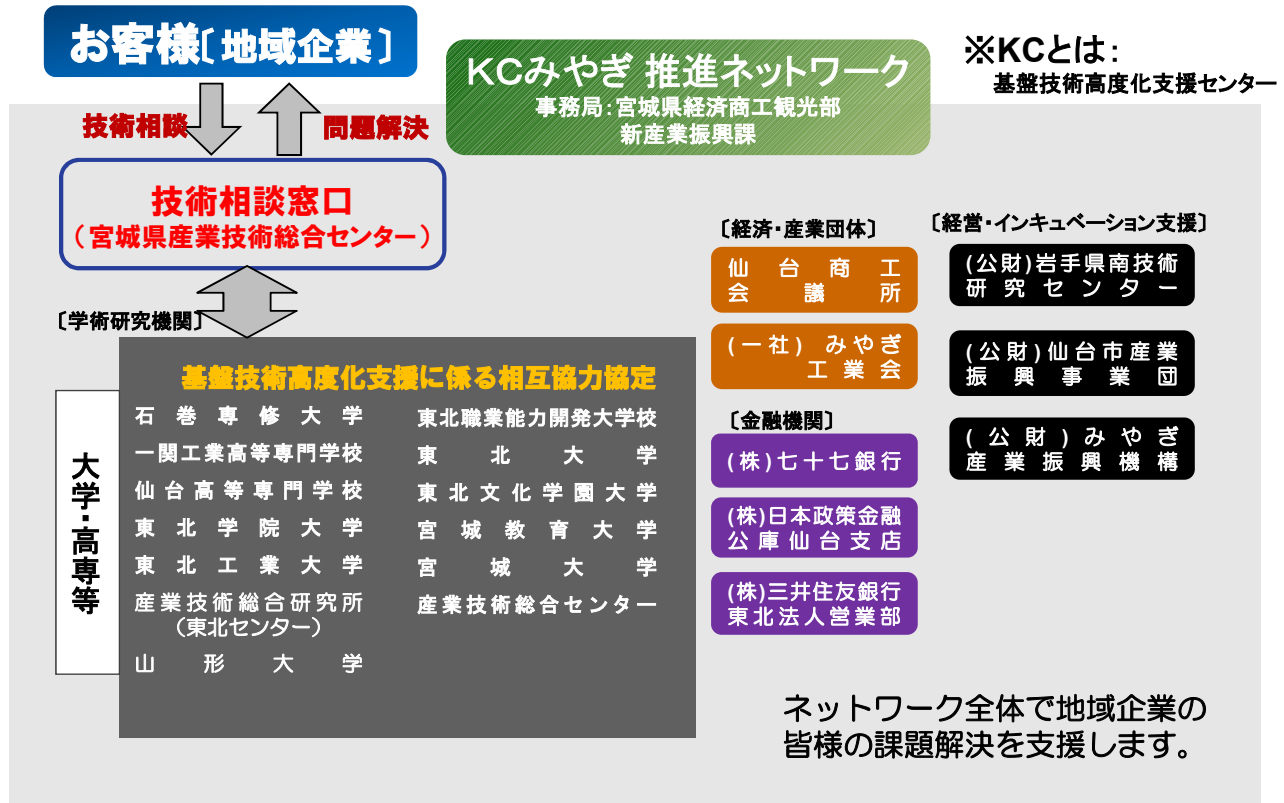 お客様〔地域企業〕
KCみやぎ 推進ネットワーク
事務局:宮城県経済商工観光部
新産業振興課
※KCとは:
基盤技術高度化支援センター
技術相談
問題解決
技術相談窓口
(宮城県産業技術総合センター)
〔学術研究機関〕
基盤技術高度化支援に係る相互協力協定
大学・高専等
石巻専修大学
一関工業高等専門学校
仙台高等専門学校
東北学院大学
東北工業大学
産業技術総合研究所
(東北センター)
山形大学
東北職業能力開発大学校
東北大学
東北文化学園大学
宮城教育大学
宮城大学
産業技術総合センター
〔経済・産業団体〕
仙台商工
会議所
(一社)みやぎ
工業会
〔金融機関〕
(株)七十七銀行
(株)日本政策金融
公庫仙台支店
(株)三井住友銀行
東北法人営業部
〔経営・インキュベーション支援〕
(公財)岩手県南技術
研究センター
(公財)仙台市産業
振興事業団
(公財)みやぎ
産業振興機構
ネットワーク全体で地域企業の
皆様の課題解決を支援します。